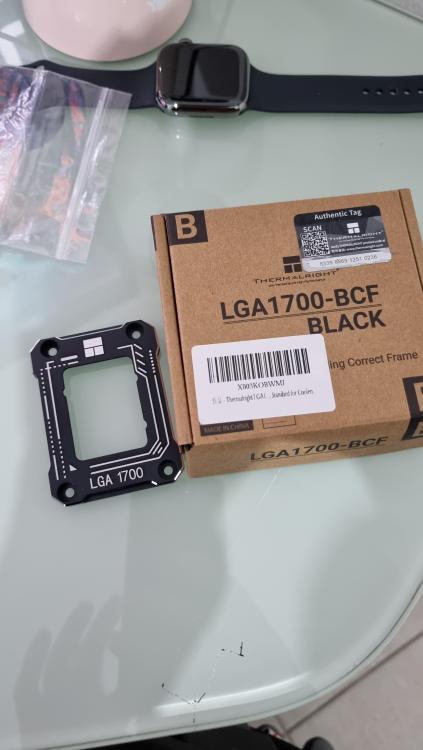 B
Authentic Tag
SCAN
THERMALRIGHT
THERMALRIGHT
LGA1700-BCF
BLACK
ing Correct Frame
X003KOBWMJ
Thermalright LGA1
Standard for Coolers
MADE IN CHINA
LGA1700-BCF
LGA 1700